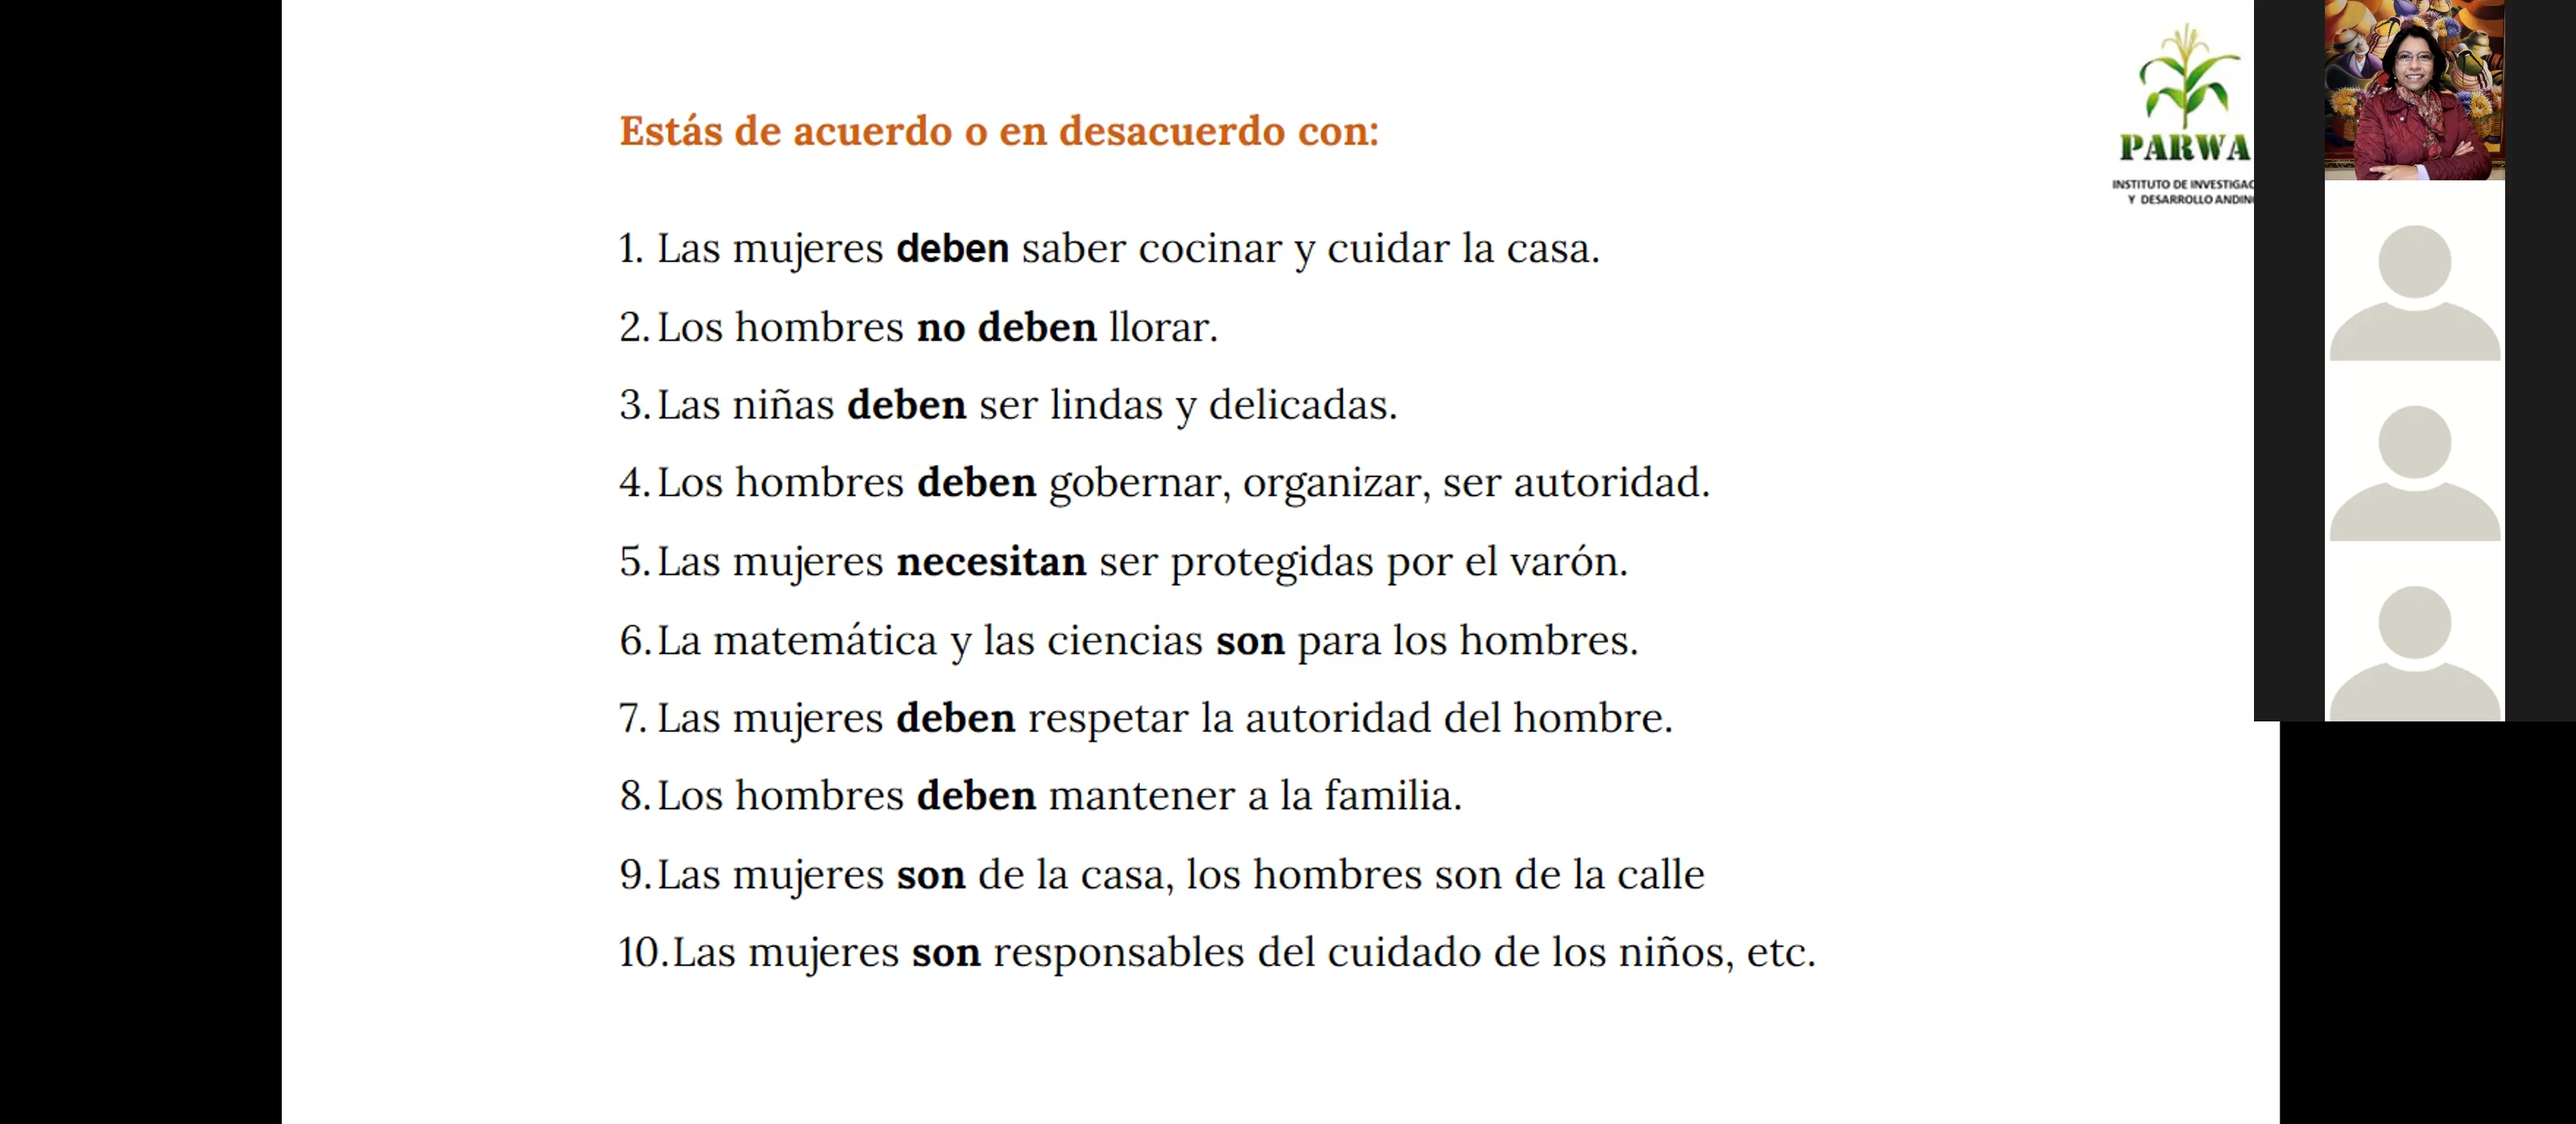 Estás de acuerdo o en desacuerdo con:
1. Las mujeres deben saber cocinar y cuidar la casa.
2. Los hombres no deben llorar.
3. Las niñas deben ser lindas y delicadas.
4. Los hombres deben gobernar, organizar, ser autoridad.
5. Las mujeres necesitan ser protegidas por el varón.
6. La matemática y las ciencias son para los hombres.
7. Las mujeres deben respetar la autoridad del hombre.
8. Los hombres deben mantener a la familia.
9. Las mujeres son de la casa, los hombres son de la calle
10. Las mujeres son responsables del cuidado de los niños, etc.
PARWA
INSTITUTO DE INVESTIGAC
Y DESARROLLO ANDIN